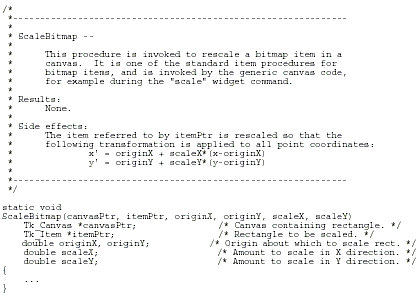 /*
 *--------------------------------------------------------------
 *
 * ScaleBitmap --
 *
 *      This procedure is invoked to rescale a bitmap item in a
 *      canvas.  It is one of the standard item procedures for
 *      bitmap items, and is invoked by the generic canvas code,
 *      for example during the "scale" widget command.
 *
 * Results:
 *      None.
 *
 * Side effects:
 *      The item referred to by itemPtr is rescaled so that the
 *      following transformation is applied to all point coordinates:
 *              x' = originX + scaleX*(x-originX)
 *              y' = originY + scaleY*(y-originY)
 *
 *--------------------------------------------------------------
 */
static void
ScaleBitmap(canvasPtr, itemPtr, originX, originY, scaleX, scaleY)
    Tk_Canvas *canvasPtr;               /* Canvas containing rectangle. */
    Tk_Item *itemPtr;                   /* Rectangle to be scaled. */
    double originX, originY;            /* Origin about which to scale rect. */
    double scaleX;                      /* Amount to scale in X direction. */
    double scaleY;                      /* Amount to scale in Y direction. */
{
    ...
}